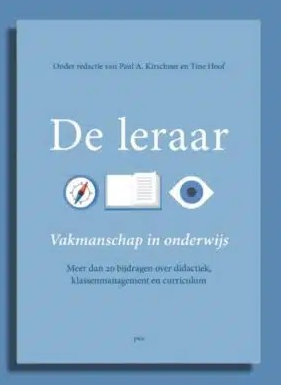 Onder redactie van Paul A. Kirschner en Tine Hoof
De leraar
Vakmanschap in onderwijs
Meer dan 20 bijdragen over didactiek,
klassenmanagement en curriculum